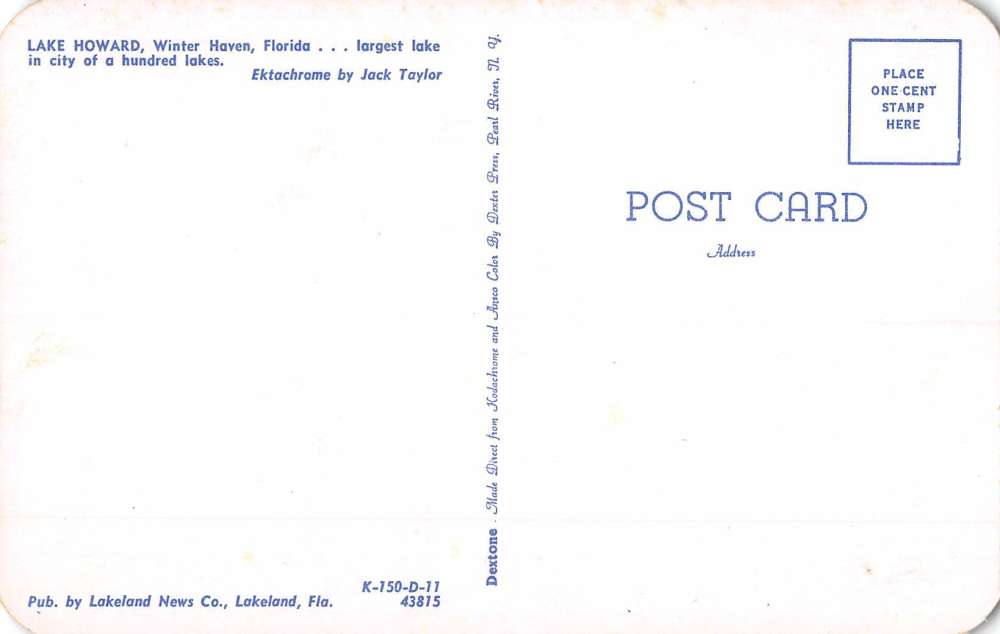 LAKE HOWARD, Winter Haven, Florida . . . largest lake
in city of a hundred lakes.
Ektachrome by Jack Taylor
Dextone - Made Direct from Kodachrome and Ansco Color By Dexter Press, Pearl River, N. Y.
PLACE
ONE CENT
STAMP
HERE
POST CARD
Address
K-150-D-11
Pub. by Lakeland News Co., Lakeland, Fla. 43815